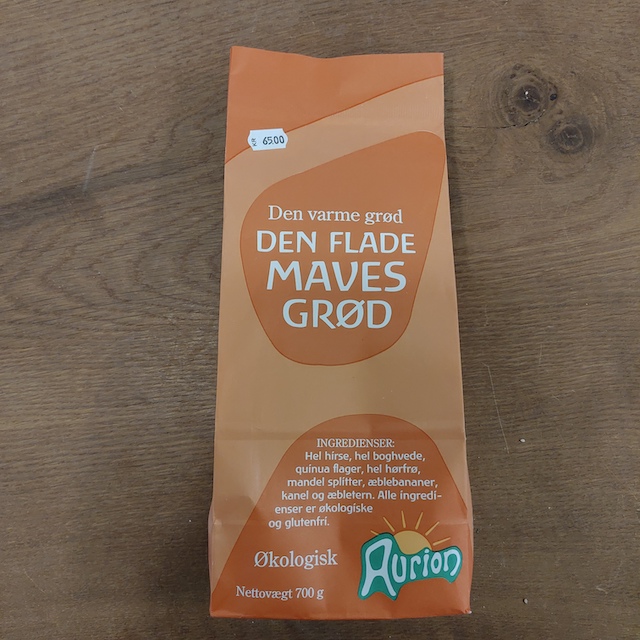 KR 65.00
Den varme grød
DEN FLADE
MAVES
GRØD
INGREDIENSER:
Hel hirse, hel boghvede,
quinua flager, hel hørfrø,
mandel splitter, æblebananer,
kanel og æbletern. Alle ingredi-
enser er økologiske
og glutenfri.
Økologisk
Aurion
Nettovægt 700 g